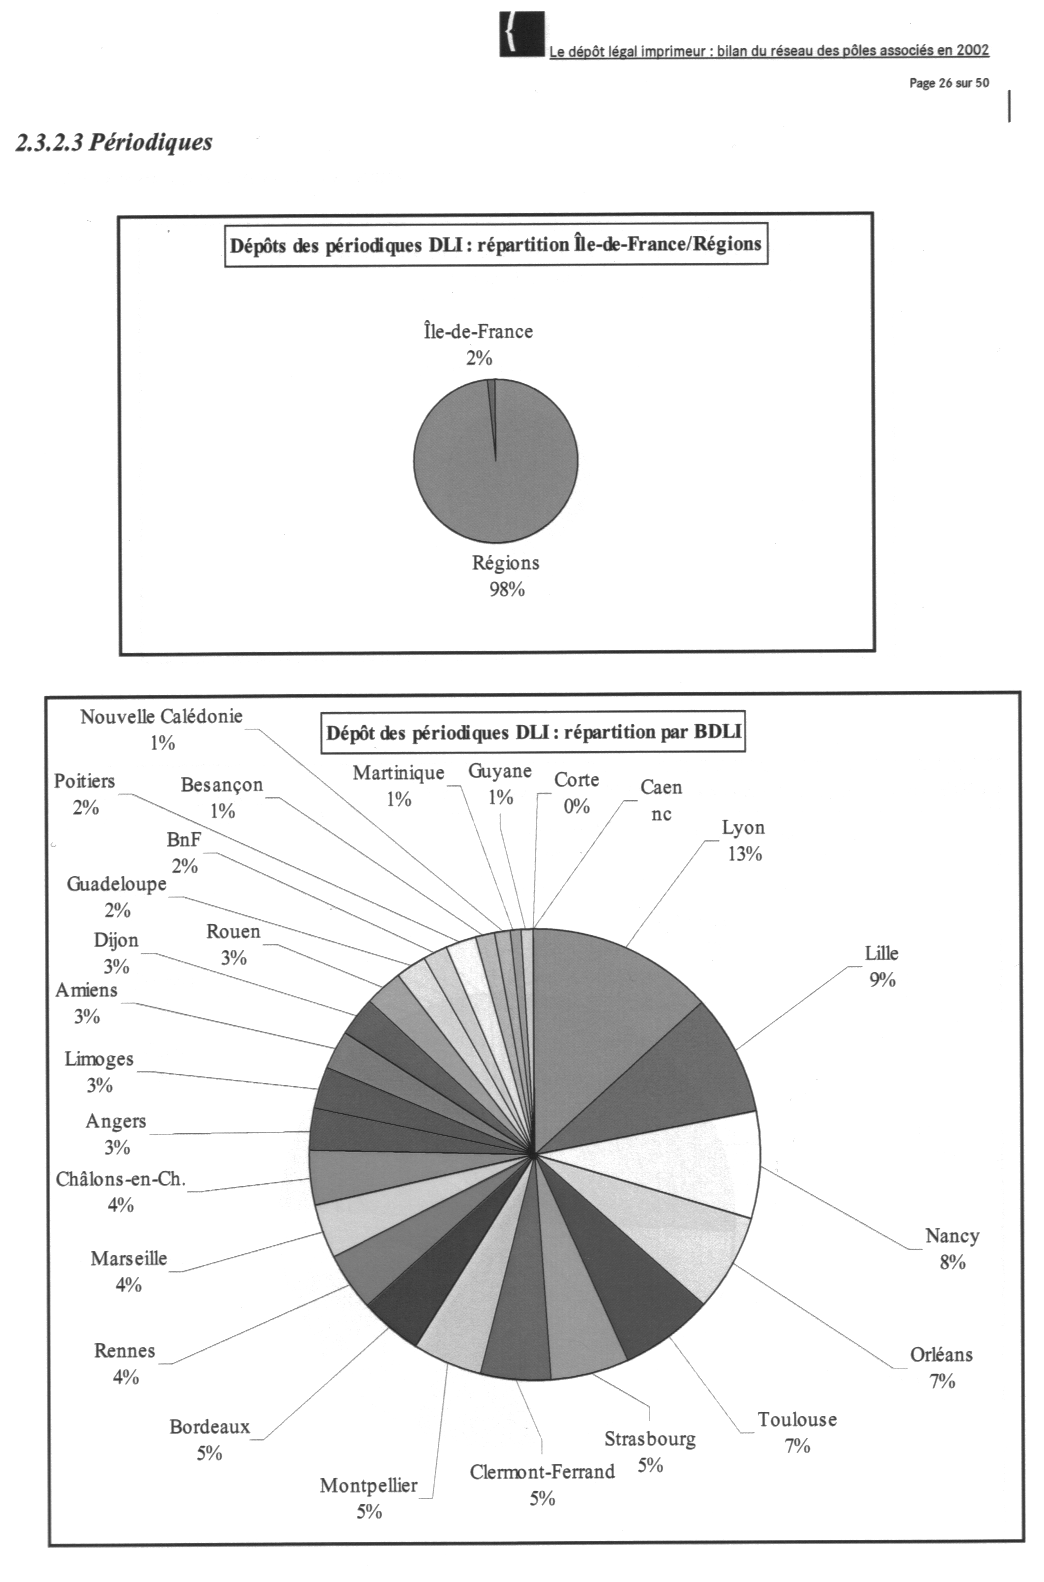 Le dépôt légal imprimeur : bilan du réseau des pôles associés en 2002
Page 26 sur 50
2.3.2.3 Périodiques
Dépôts des périodiques DLI : répartition Île-de-France/Régions
Île-de-France
2%
Régions
98%
Dépôt des périodiques DLI : répartition par BDLI
Nouvelle Calédonie
1%
Poitiers
2%
Besançon
1%
Martinique
1%
Guyane
1%
Corte
0%
Caen
nc
Lyon
13%
BnF
2%
Guadeloupe
2%
Rouen
3%
Dijon
3%
Lille
9%
Amiens
3%
Limoges
3%
Angers
3%
Châlons-en-Ch.
4%
Marseille
4%
Nancy
8%
Rennes
4%
Orléans
7%
Bordeaux
5%
Toulouse
7%
Strasbourg
5%
Clermont-Ferrand
5%
Montpellier
5%